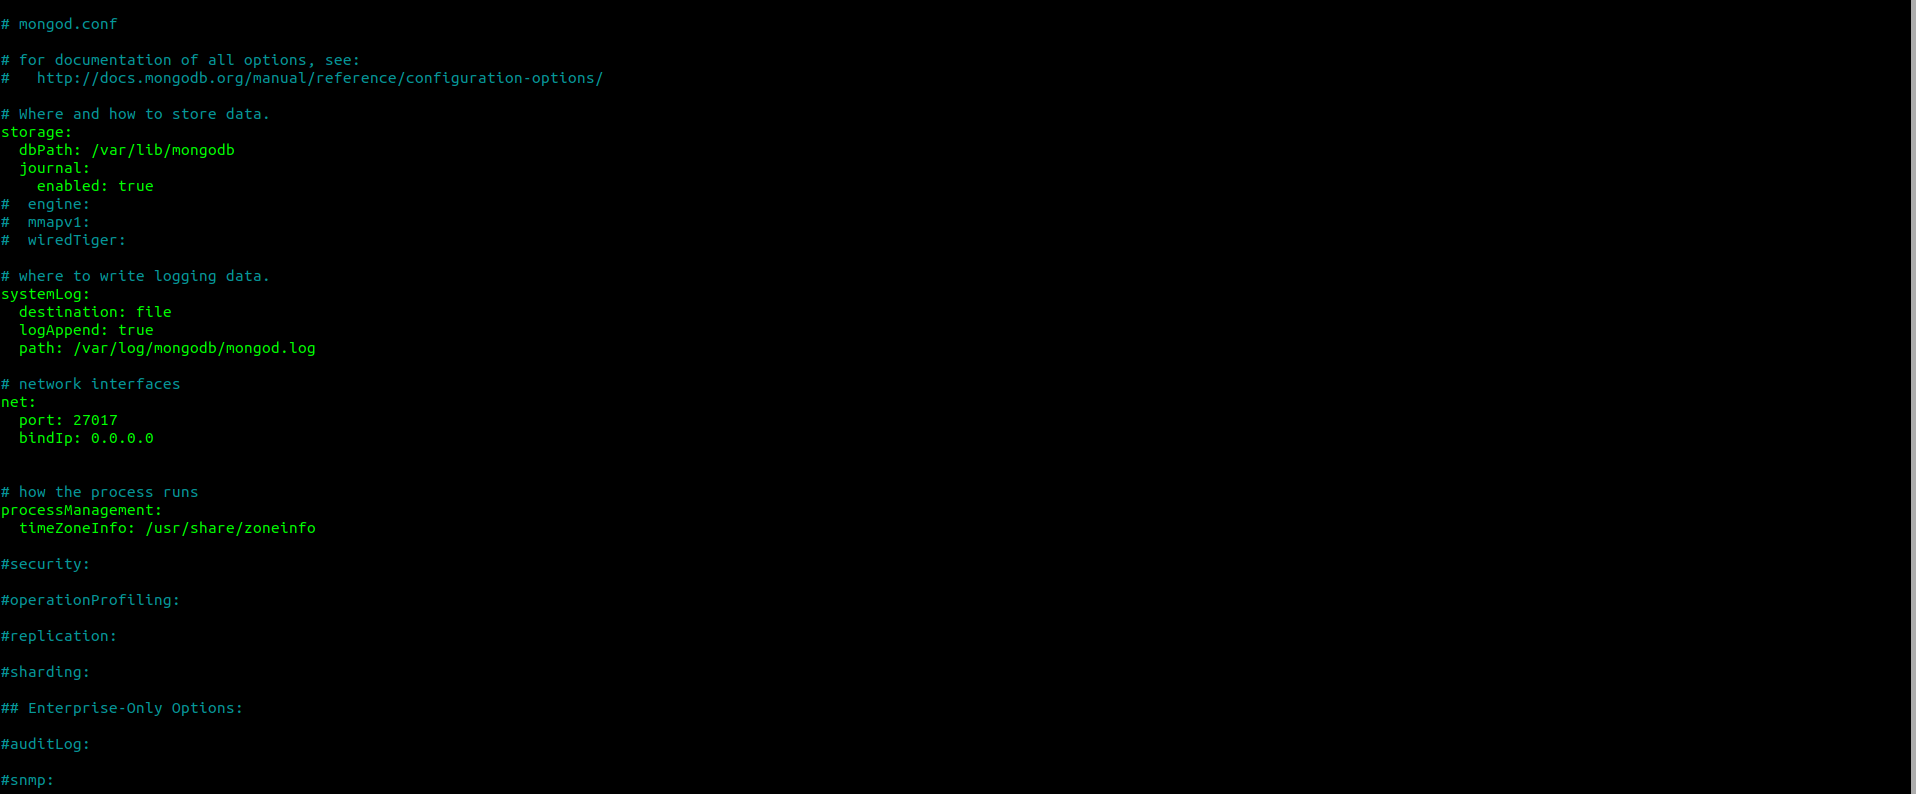 # mongod.conf
# for documentation of all options, see:
#   http://docs.mongodb.org/manual/reference/configuration-options/
# Where and how to store data.
storage:
  dbPath: /var/lib/mongodb
  journal:
    enabled: true
#  engine:
#  mmapv1:
#  wiredTiger:
# where to write logging data.
systemLog:
  destination: file
  logAppend: true
  path: /var/log/mongodb/mongod.log
# network interfaces
net:
  port: 27017
  bindIp: 0.0.0.0
# how the process runs
processManagement:
  timeZoneInfo: /usr/share/zoneinfo
#security:
#operationProfiling:
#replication:
#sharding:
## Enterprise-Only Options:
#auditLog:
#snmp: